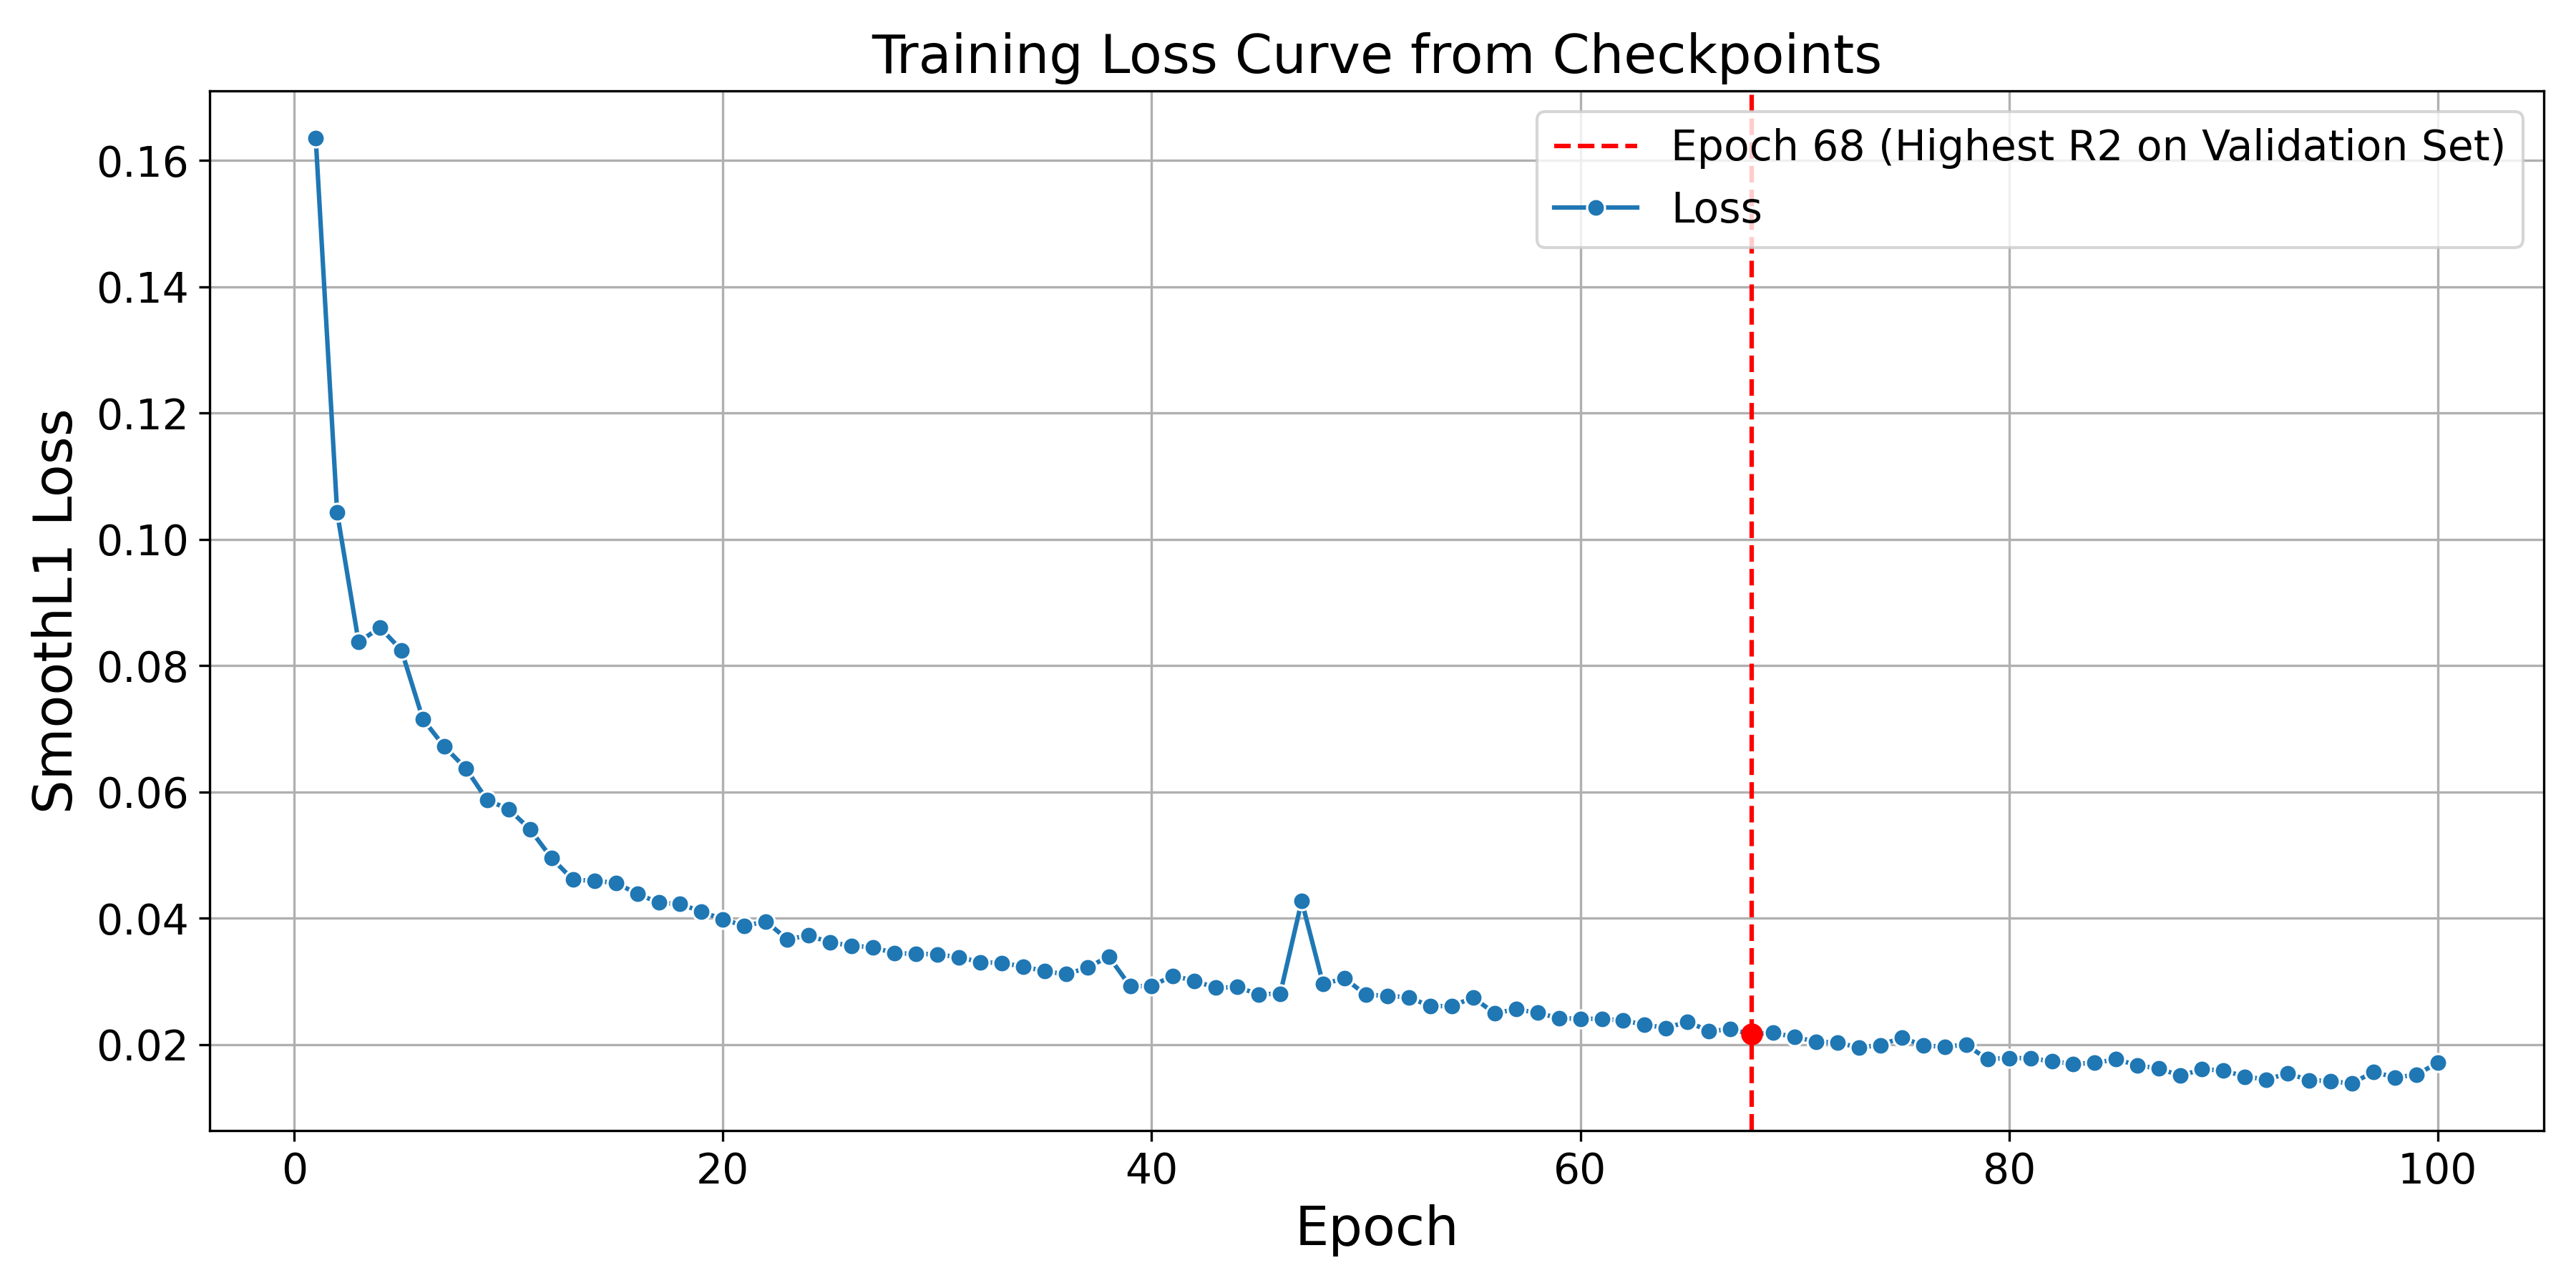 Training Loss Curve from Checkpoints
Epoch 68 (Highest R2 on Validation Set)
Loss
SmoothL1 Loss
0.16
0.14
0.12
0.10
0.08
0.06
0.04
0.02
0 20 40 60 80 100
Epoch